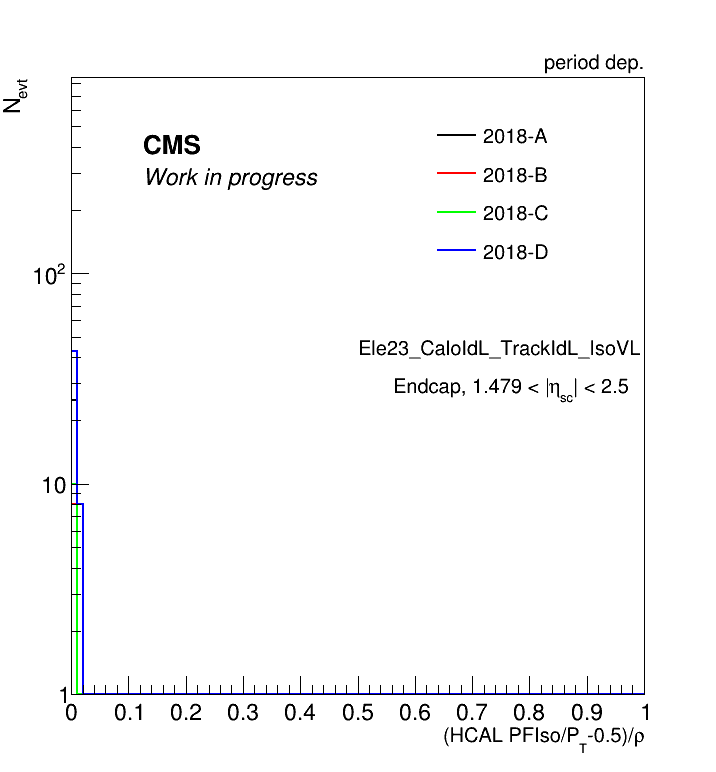 period dep.
N_evt
CMS
Work in progress
2018-A
2018-B
2018-C
2018-D
10²
Ele23_CaloIdL_TrackIdL_IsoVL
Endcap, 1.479 < |η_sc| < 2.5
10
1
0 0.1 0.2 0.3 0.4 0.5 0.6 0.7 0.8 0.9 1
(HCAL PFIso/P_T-0.5)/ρ